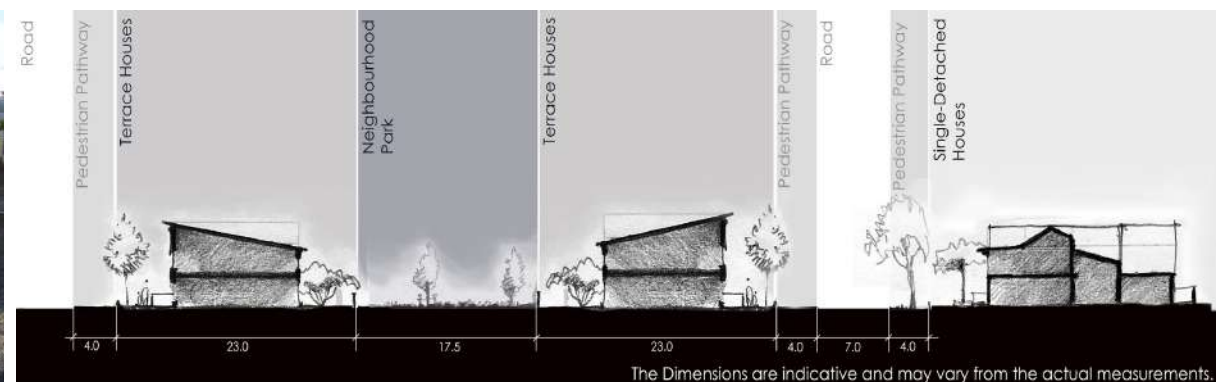 Road
Pedestrian Pathway
Terrace Houses
Neighbourhood
Park
Terrace Houses
Pedestrian Pathway
Road
Pedestrian Pathway
Single-Detached
Houses
4.0
23.0
17.5
23.0
4.0
7.0
4.0
The Dimensions are indicative and may vary from the actual measurements.